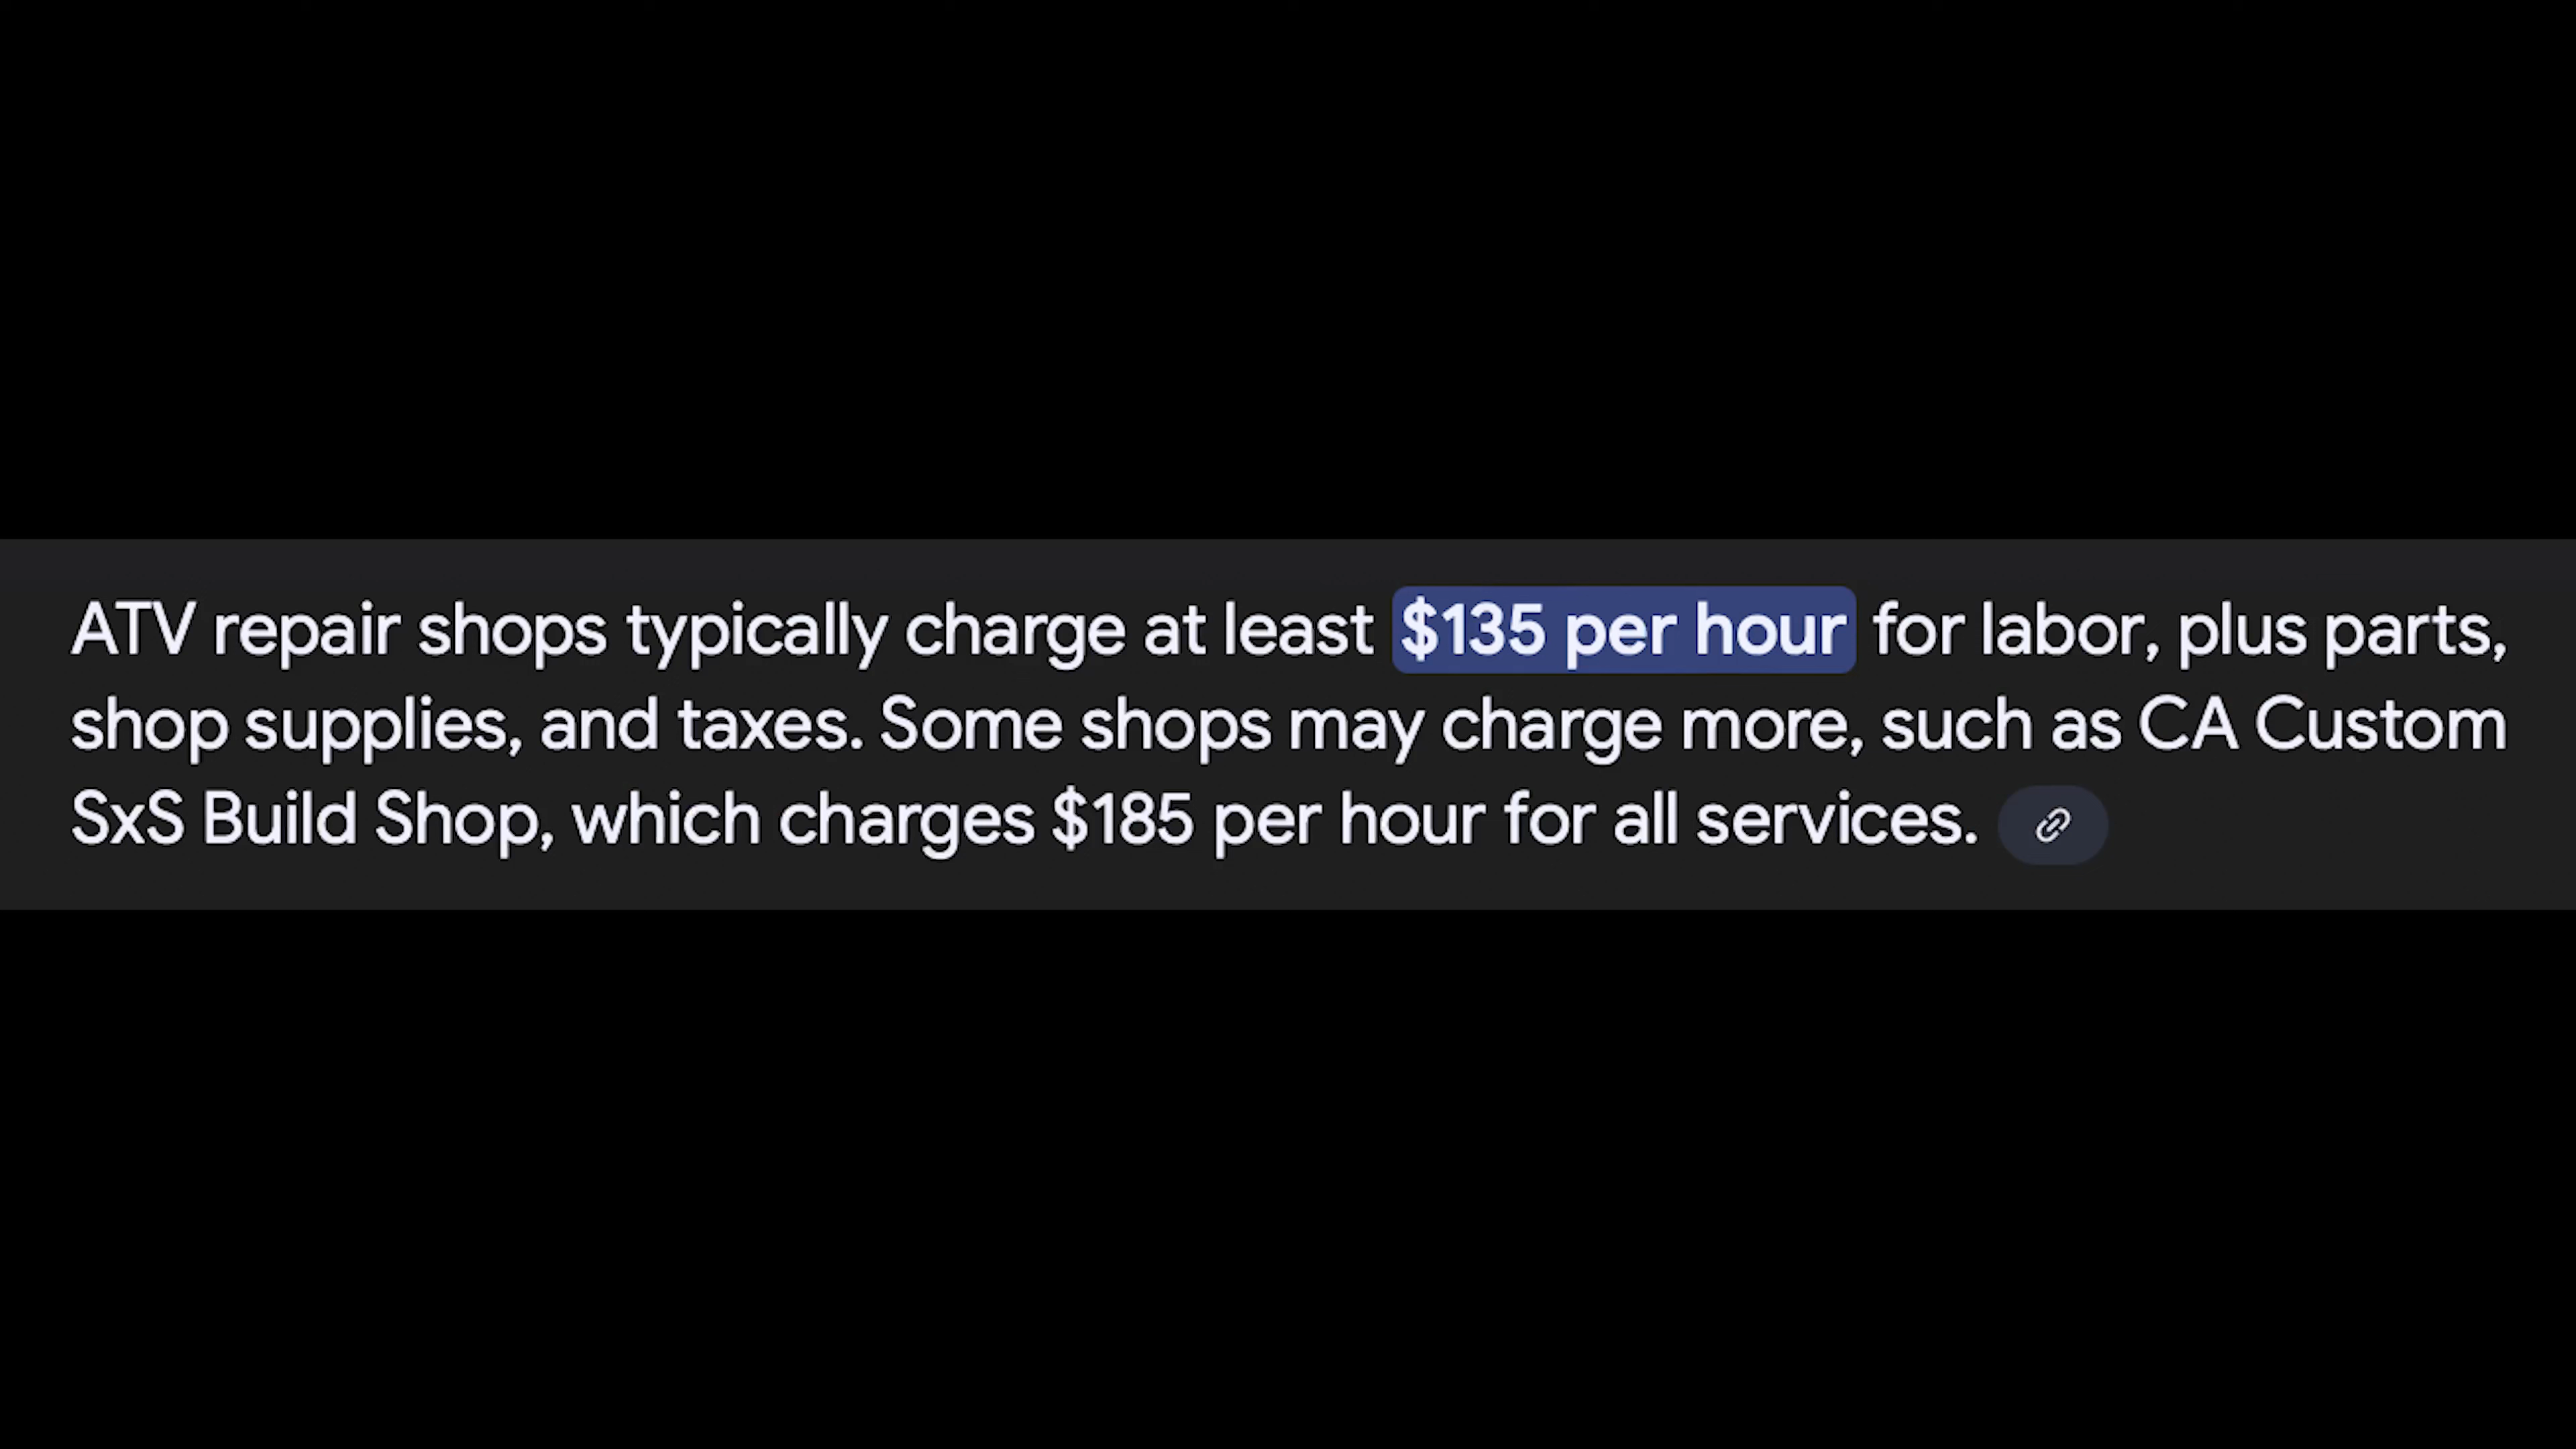 ATV repair shops typically charge at least $135 per hour for labor, plus parts,
shop supplies, and taxes. Some shops may charge more, such as CA Custom
SxS Build Shop, which charges $185 per hour for all services.